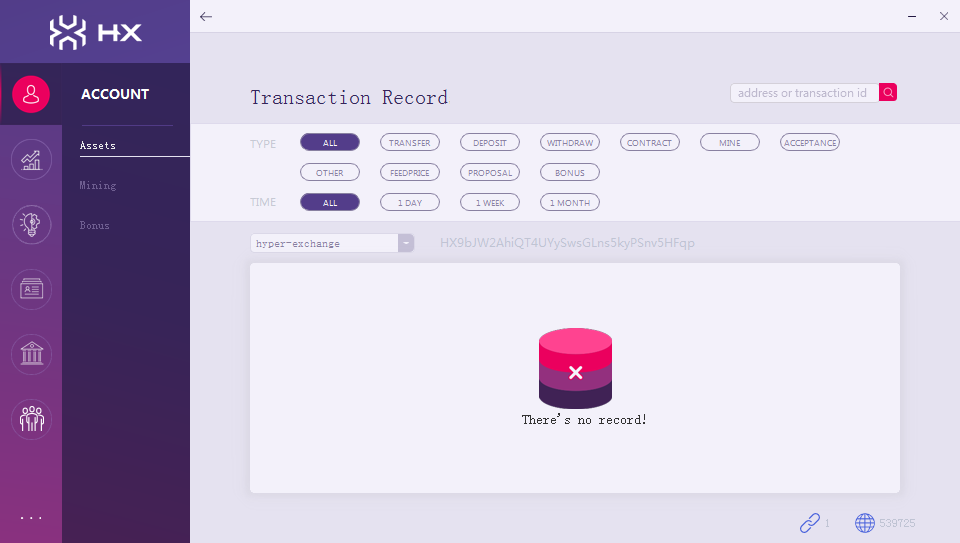 HX
ACCOUNT
Assets
Mining
Bonus
...
Transaction Record
address or transaction id
TYPE
ALL
TRANSFER
DEPOSIT
WITHDRAW
CONTRACT
MINE
ACCEPTANCE
OTHER
FEEDPRICE
PROPOSAL
BONUS
TIME
ALL
1 DAY
1 WEEK
1 MONTH
hyper-exchange
HX9bJW2AhiQT4UYySwsGLns5kyPSnv5HFqp
There's no record!
1
539725